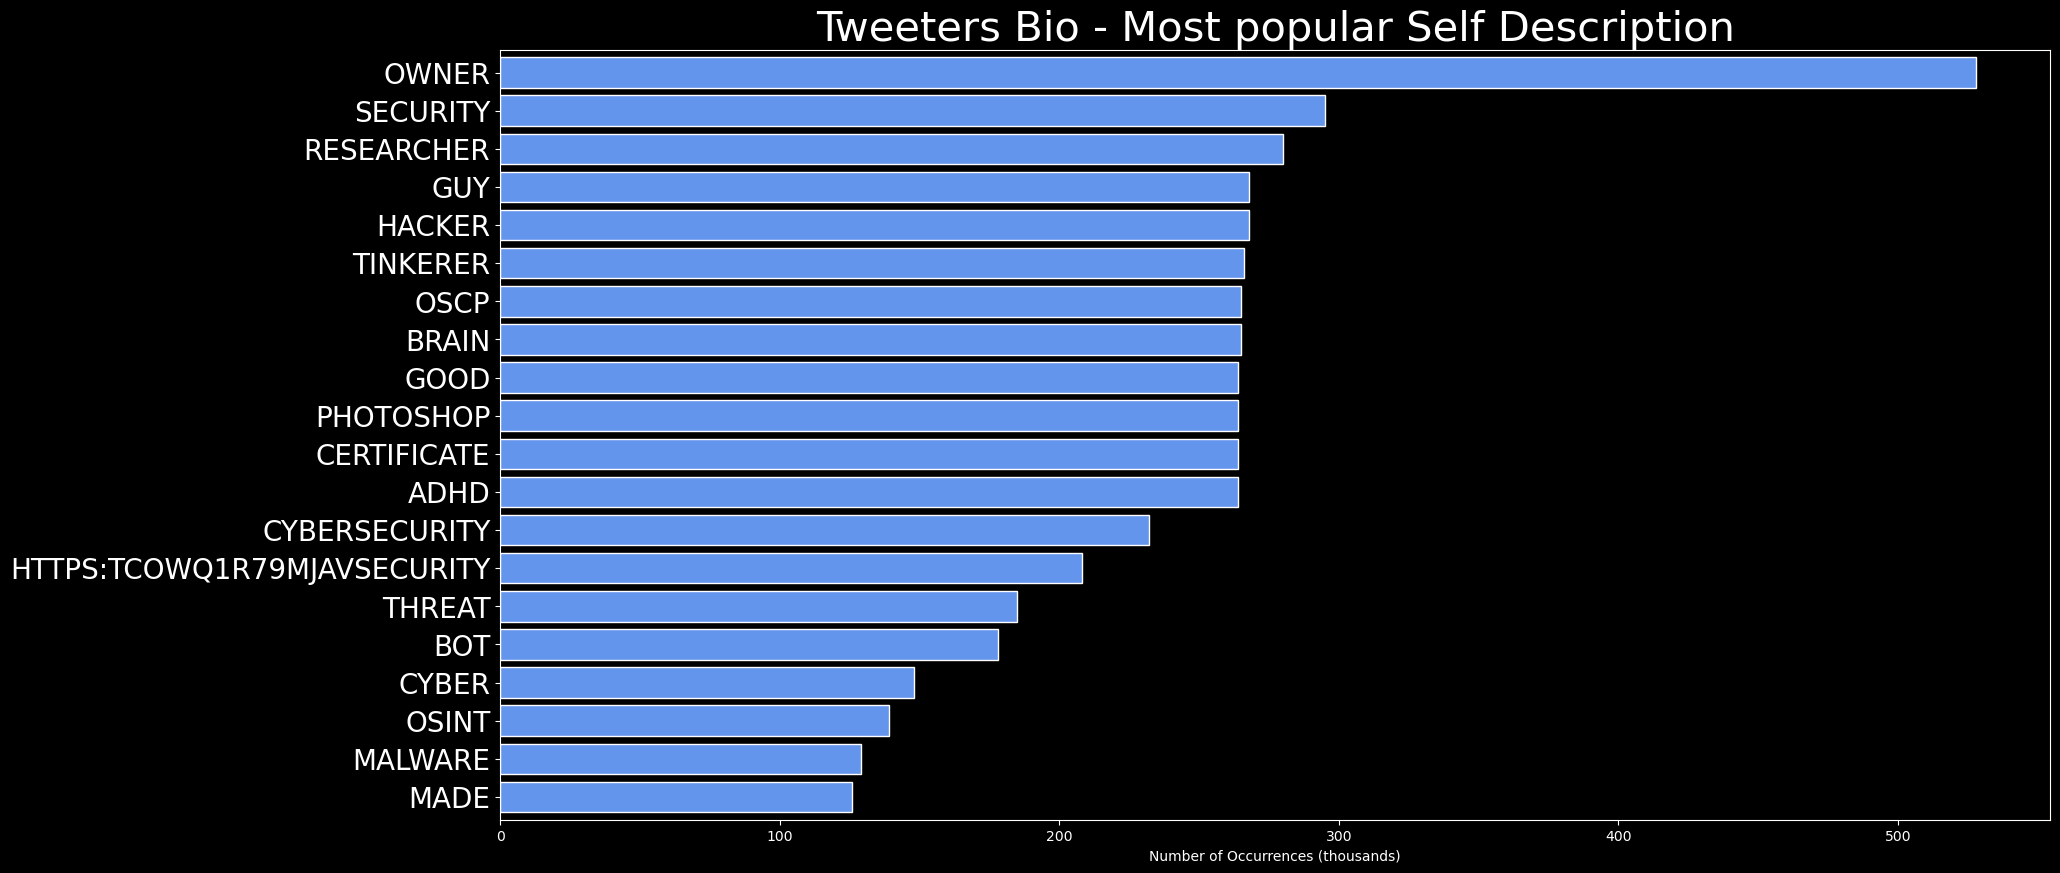 Tweeters Bio - Most popular Self Description
OWNER
SECURITY
RESEARCHER
GUY
HACKER
TINKERER
OSCP
BRAIN
GOOD
PHOTOSHOP
CERTIFICATE
ADHD
CYBERSECURITY
HTTPS:TCOWQ1R79MJAVSECURITY
THREAT
BOT
CYBER
OSINT
MALWARE
MADE
0 100 200 300 400 500
Number of Occurrences (thousands)